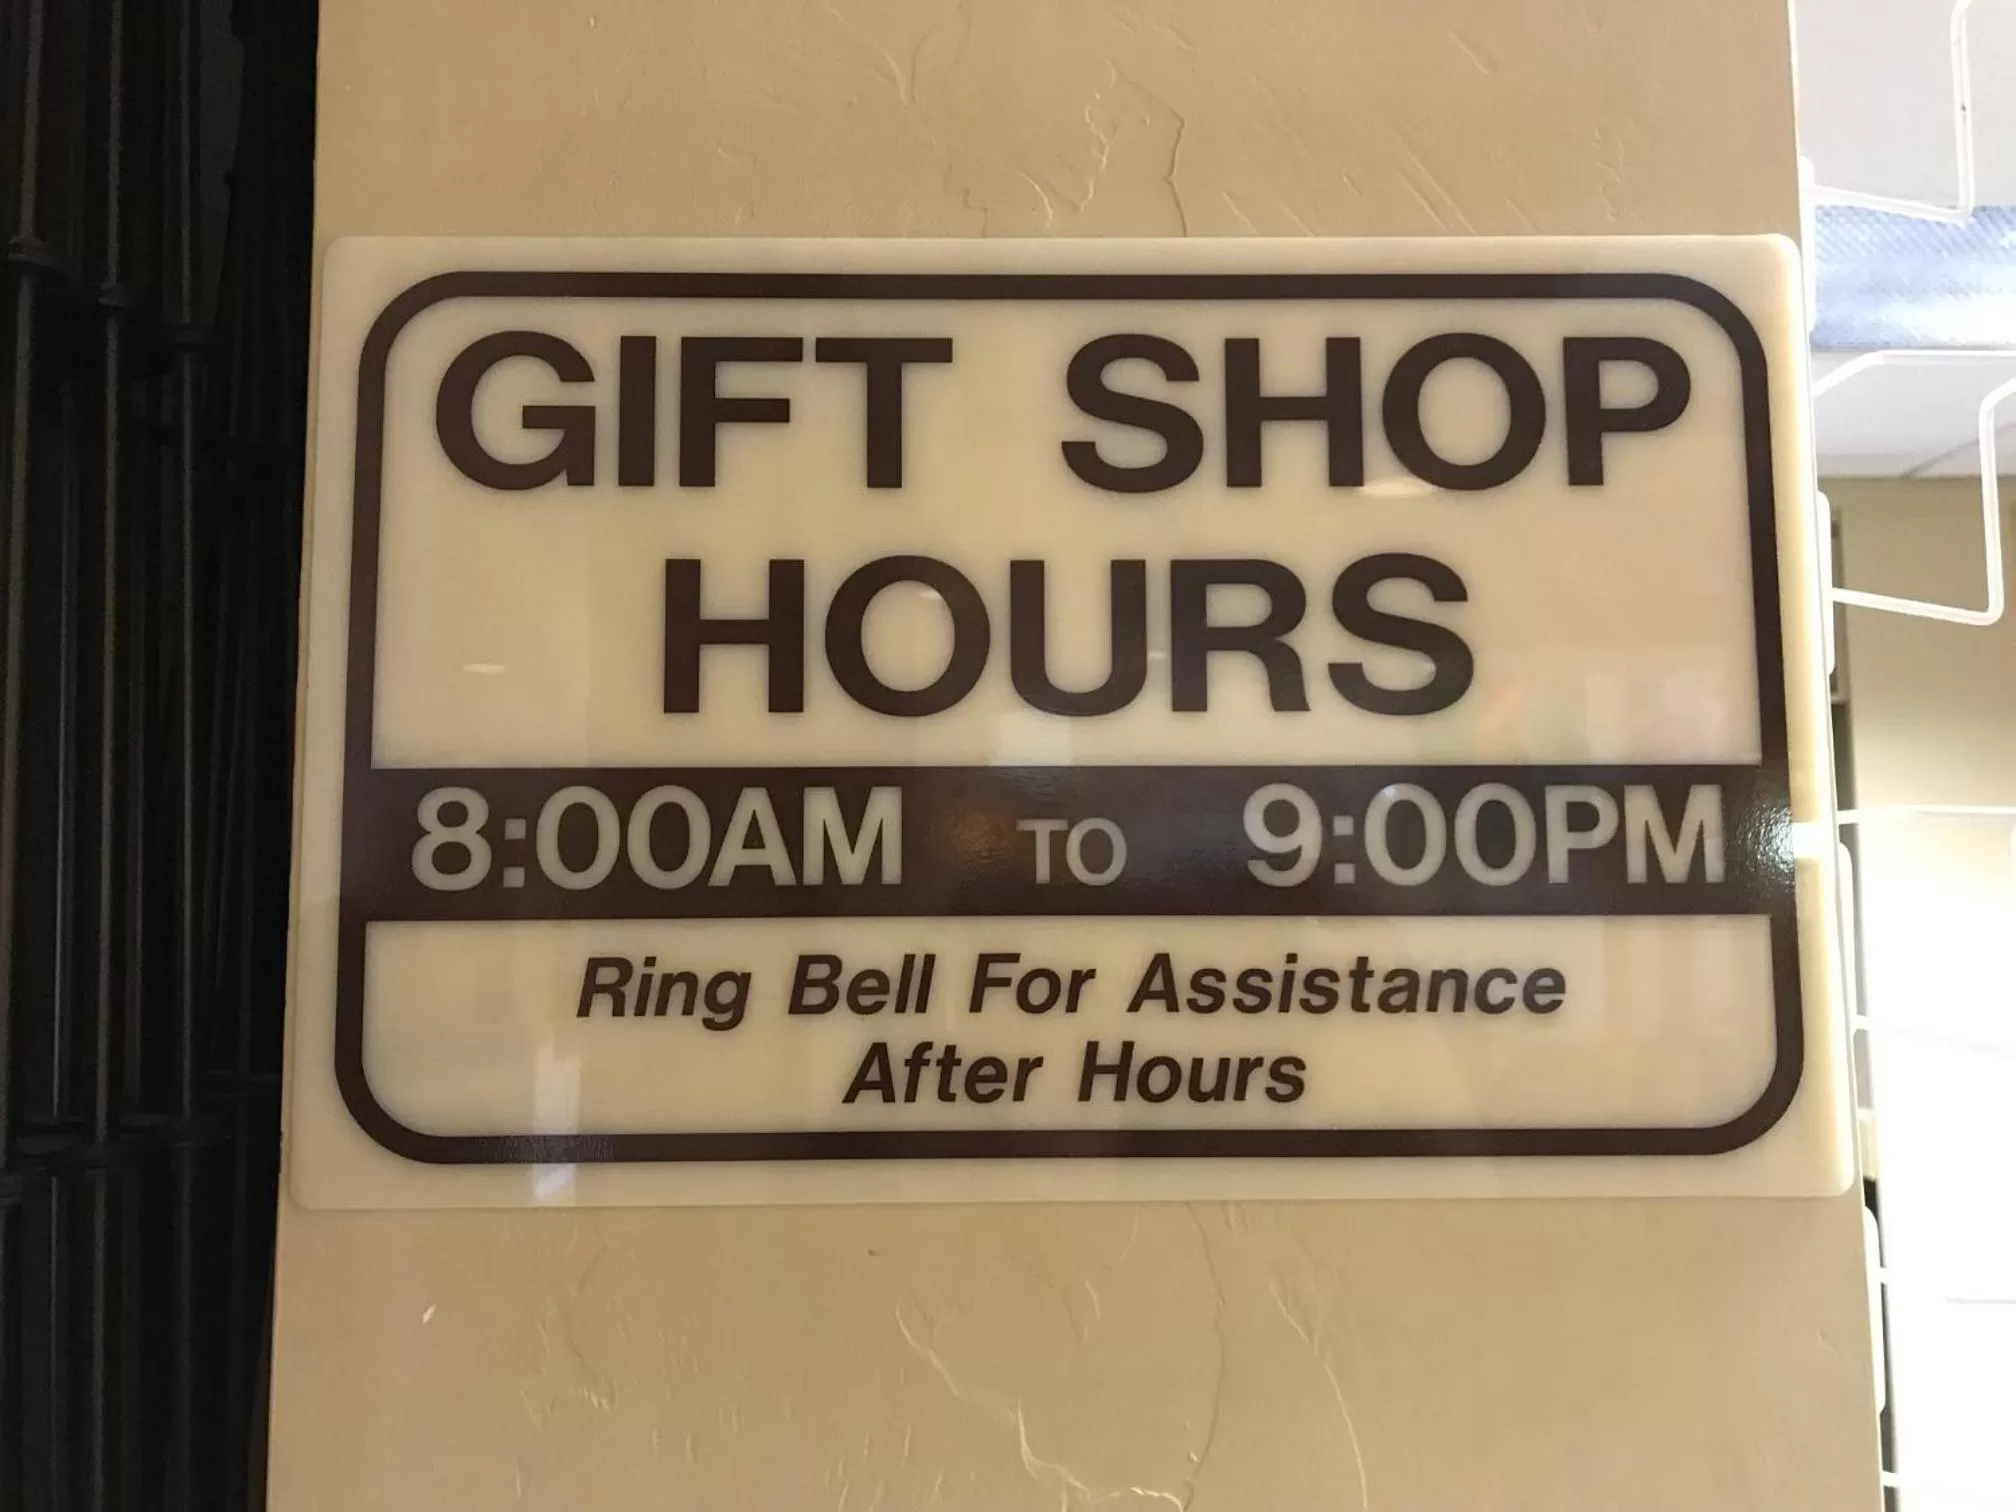 GIFT SHOP
HOURS
8:00AM TO 9:00PM
Ring Bell For Assistance
After Hours